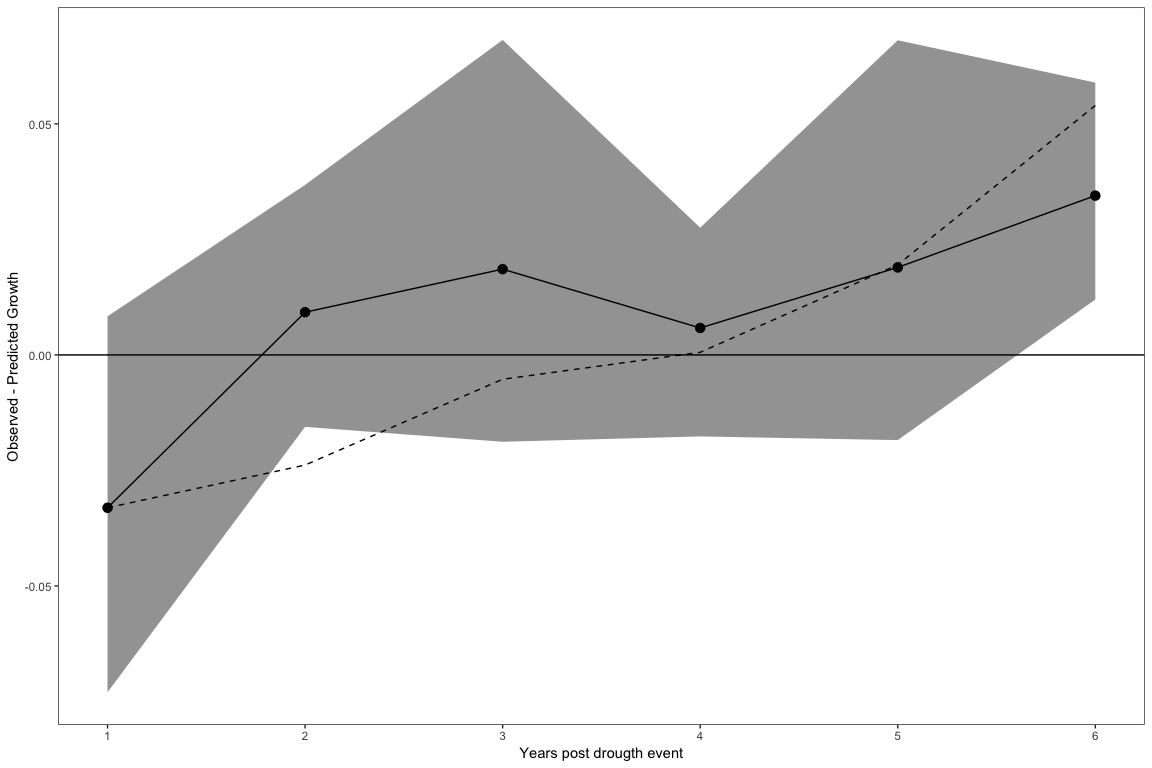 Observed - Predicted Growth
0.05
0.00
-0.05
1 2 3 4 5 6
Years post drougth event